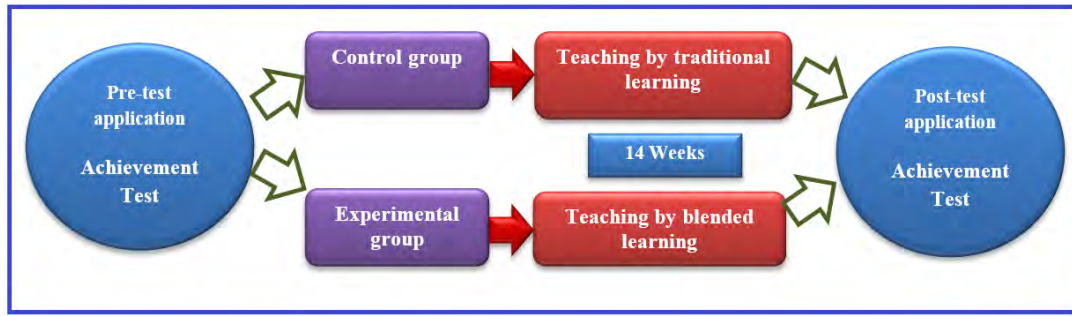 Pre-test
application
Achievement
Test
Control group
Teaching by traditional
learning
14 Weeks
Experimental
group
Teaching by blended
learning
Post-test
application
Achievement
Test